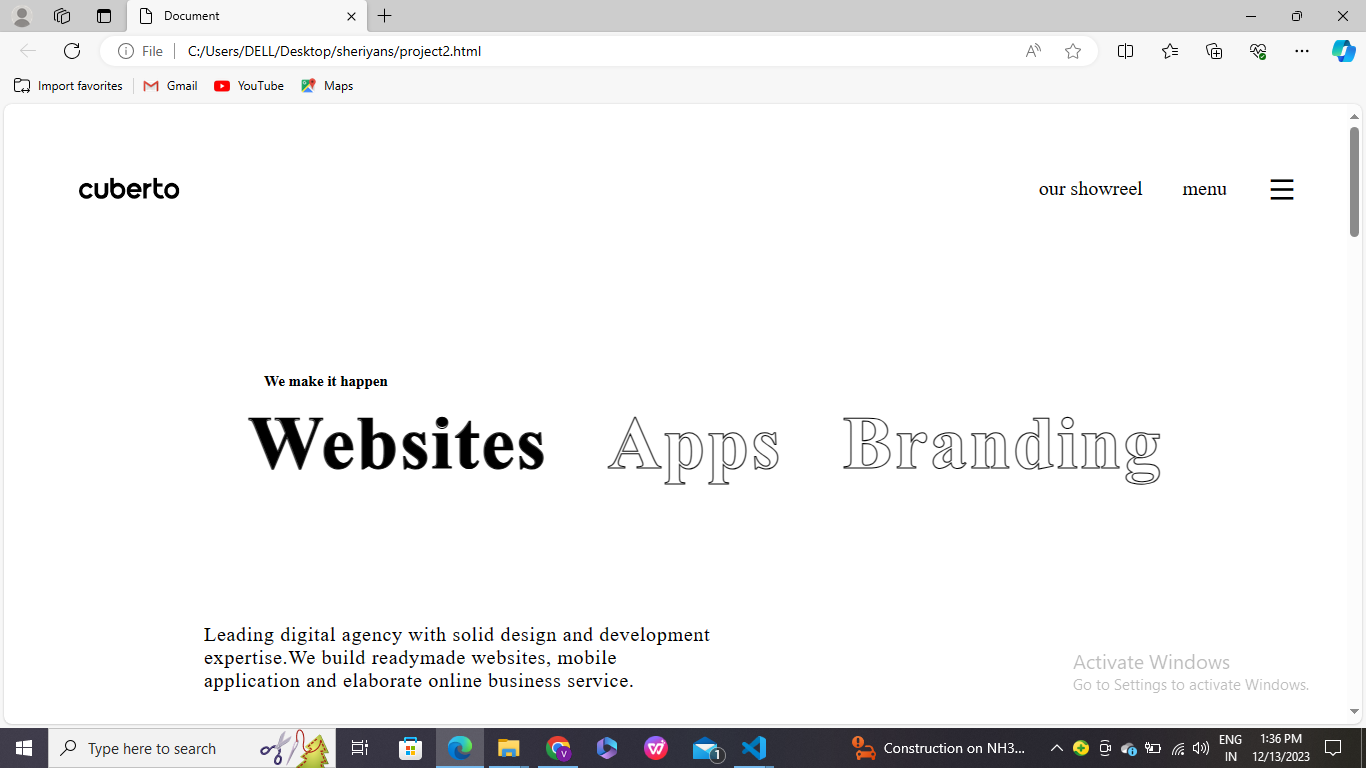 Document
File
C:/Users/DELL/Desktop/sheriyans/project2.html
Import favorites
Gmail
YouTube
Maps
cuberto
our showreel
menu
We make it happen
Websites Apps Branding
Leading digital agency with solid design and development
expertise.We build readymade websites, mobile
application and elaborate online business service.
Activate Windows
Go to Settings to activate Windows.
Type here to search
1
Construction on NH3...
ENG
IN
1:36 PM
12/13/2023